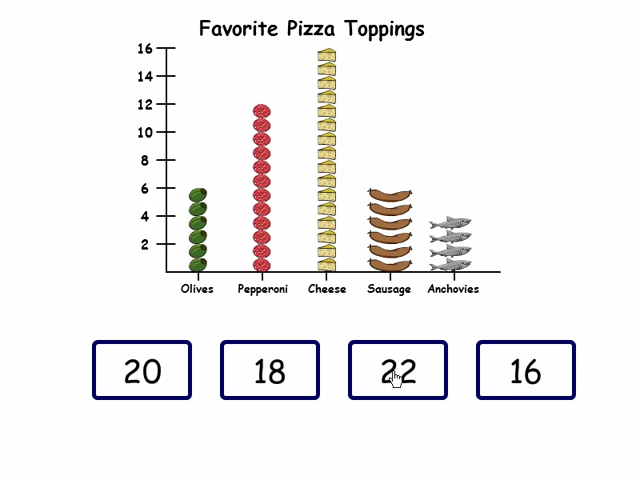 Favorite Pizza Toppings
16
14
12
10
8
6
4
2
Olives Pepperoni Cheese Sausage Anchovies
20 18 22 16